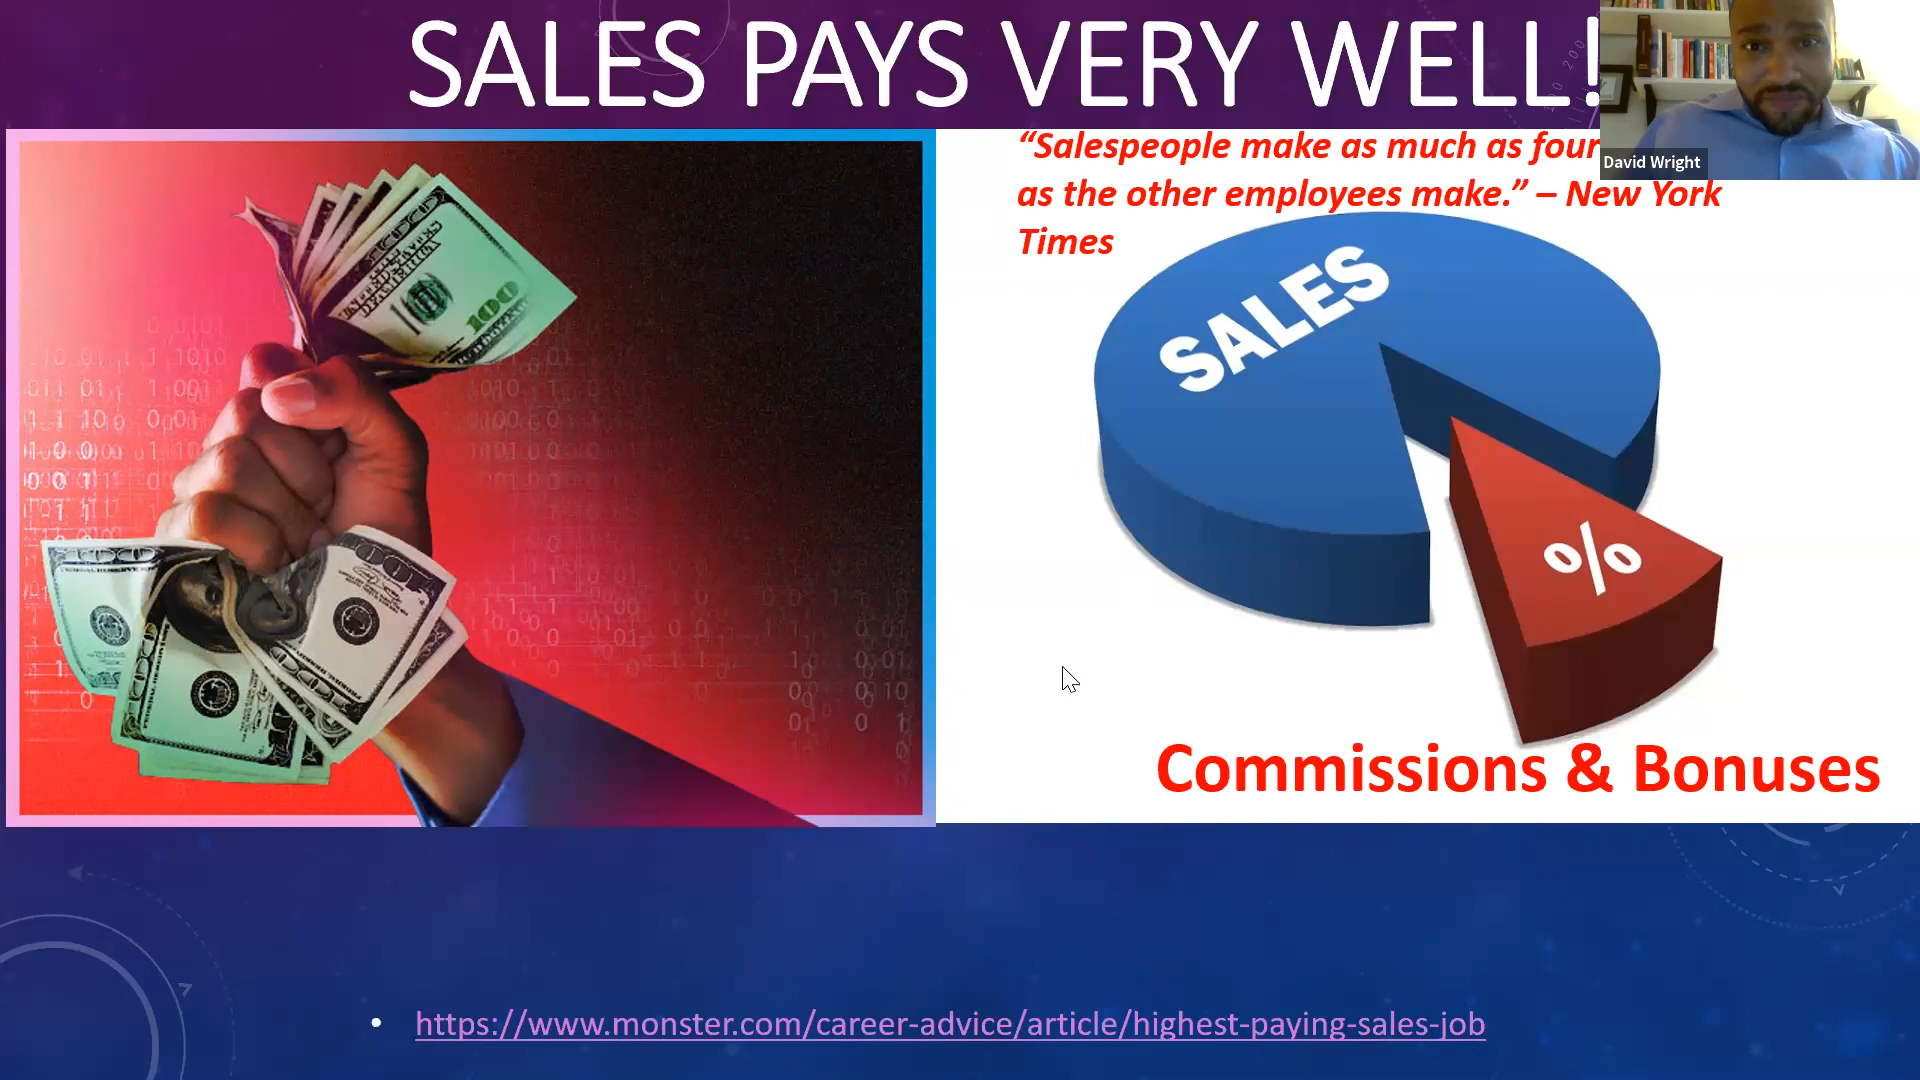 SALES PAYS VERY WELL!
“Salespeople make as much as four
David Wright
as the other employees make.” – New York
Times
SALES
%
Commissions & Bonuses
• https://www.monster.com/career-advice/article/highest-paying-sales-job